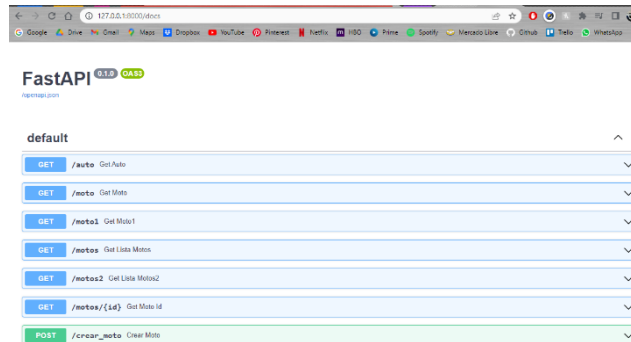 127.0.0.1:8000/docs
Google Drive Gmail Maps Dropbox YouTube Pinterest Netflix HBO Prime Spotify Mercado Libre Github Trello WhatsApp
FastAPI 0.1.0 OAS3
/openapi.json
default
GET /auto Get Auto
GET /moto Get Moto
GET /moto1 Get Moto1
GET /motos Get Lista Motos
GET /motos2 Get Lista Motos2
GET /motos/{id} Get Moto Id
POST /crear_moto Crear Moto